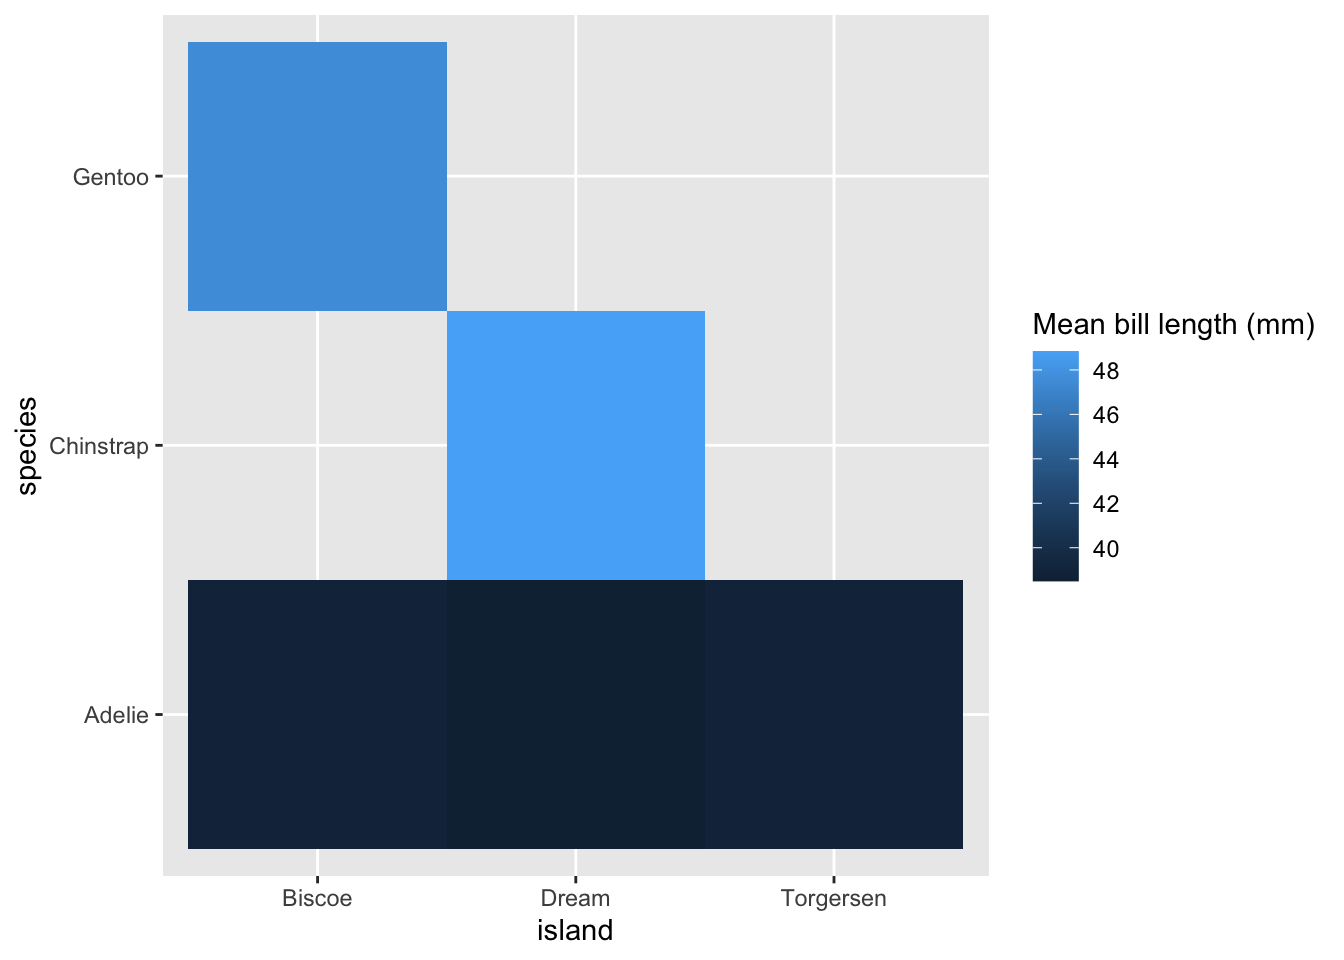 Gentoo
Chinstrap
Adelie
species
Biscoe
Dream
Torgersen
island
Mean bill length (mm)
48
46
44
42
40